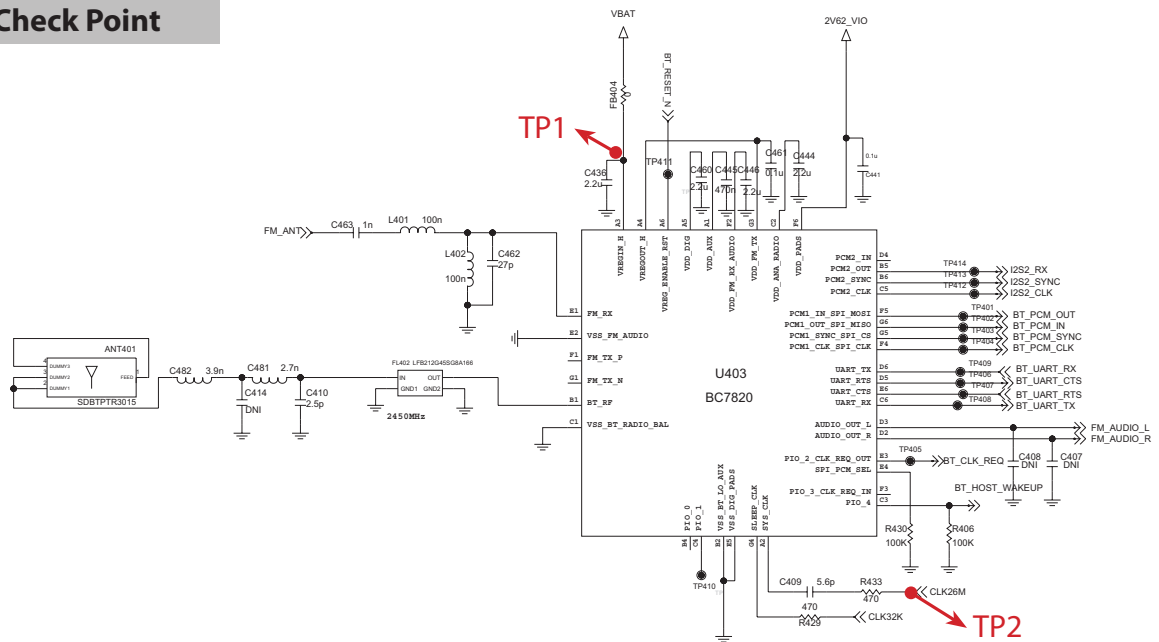 Check Point
VBAT
2V62_VIO
BT_RESET_N
FB404
0
TP1
TP411
C436
2.2u
C460
2.2u
C445
470n
C446
2.2u
C461
0.1u
C444
2.2u
0.1u
C441
FM_ANT
C463
1n
L401
100n
L402
100n
C462
27p
A3
A4
A6
A5
A1
F2
G3
C2
F6
VREGIN_H
VREGOUT_H
VREG_ENABLE_RST
VDD_DIG
VDD_AUX
VDD_FM_RX_AUDIO
VDD_FM_TX
VDD_ANA_RADIO
VDD_PADS
E1
FM_RX
E2
VSS_FM_AUDIO
F1
FM_TX_P
G1
FM_TX_N
B1
BT_RF
C1
VSS_BT_RADIO_BAL
U403
BC7820
PCM2_IN
D4
PCM2_OUT
B5
TP414
I2S2_RX
PCM2_SYNC
B6
TP413
I2S2_SYNC
PCM2_CLK
C5
TP412
I2S2_CLK
PCM1_IN_SPI_MOSI
F5
TP401
BT_PCM_OUT
PCM1_OUT_SPI_MISO
G6
TP402
BT_PCM_IN
PCM1_SYNC_SPI_CS
G5
TP403
BT_PCM_SYNC
PCM1_CLK_SPI_CLK
F4
TP404
BT_PCM_CLK
UART_TX
D6
TP409
BT_UART_RX
UART_RTS
D5
TP406
BT_UART_CTS
UART_CTS
E6
TP407
BT_UART_RTS
UART_RX
C6
TP408
BT_UART_TX
AUDIO_OUT_L
D3
FM_AUDIO_L
AUDIO_OUT_R
D2
FM_AUDIO_R
PIO_2_CLK_REQ_OUT
E3
TP405
BT_CLK_REQ
SPI_PCM_SEL
E4
C408
DNI
C407
DNI
PIO_3_CLK_REQ_IN
F3
BT_HOST_WAKEUP
PIO_4
C3
R430
100K
R406
100K
ANT401
4
3
2
DUMMY3
DUMMY2
DUMMY1
FEED
1
SDBTPTR3015
C482
3.9n
C481
2.7n
C414
DNI
C410
2.5p
FL402 LFB212G45SG8A166
IN
OUT
GND1
GND2
2450MHz
PIO_0
PIO_1
VSS_BT_LO_AUX
VSS_DIG_PADS
SLEEP_CLK
SYS_CLK
B4
C4
B2
E5
G4
A2
TP410
C409
5.6p
R433
470
CLK26M
470
R429
CLK32K
TP2